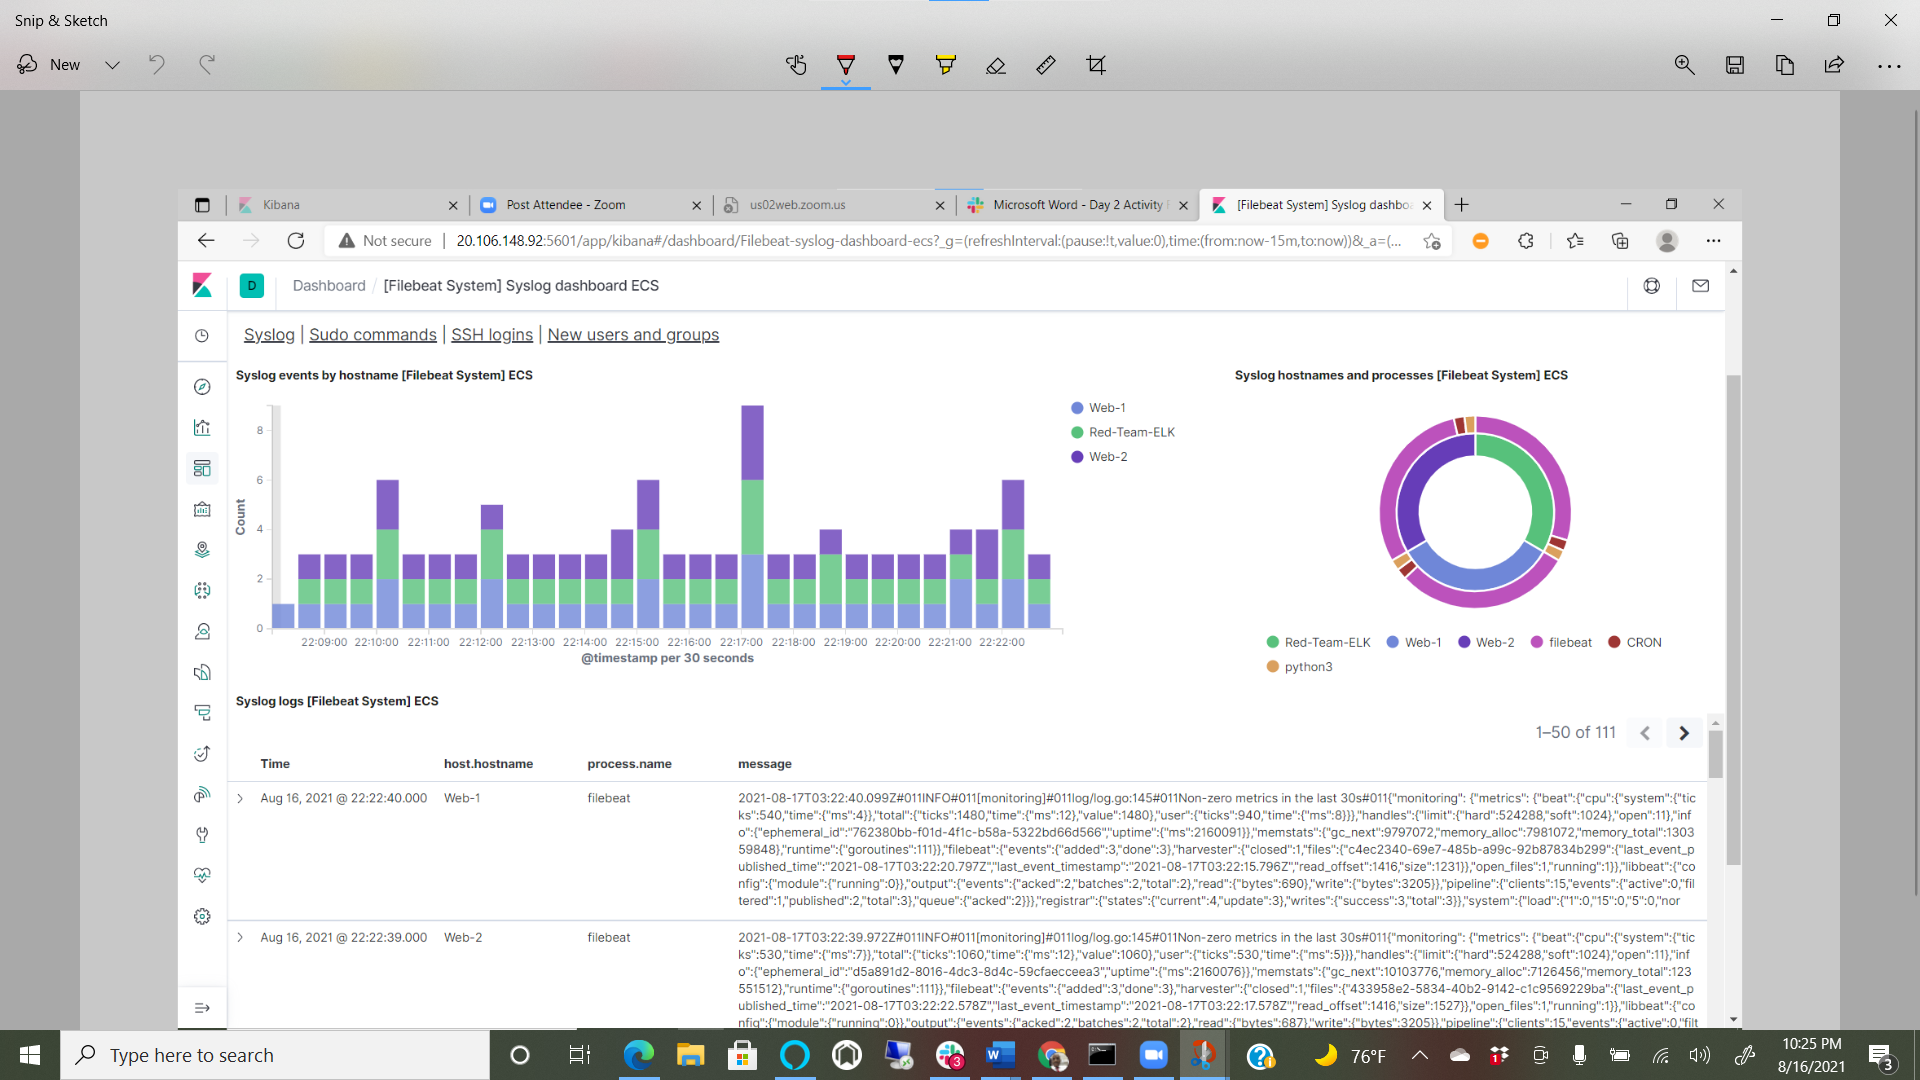 Snip & Sketch
New
Kibana
Post Attendee - Zoom
us02web.zoom.us
Microsoft Word - Day 2 Activity
[Filebeat System] Syslog dashbo
Not secure
20.106.148.92:5601/app/kibana#/dashboard/Filebeat-syslog-dashboard-ecs?_g=(refreshInterval:(pause:!t,value:0),time:(from:now-15m,to:now))&_a=(...
D
Dashboard / [Filebeat System] Syslog dashboard ECS
Syslog | Sudo commands | SSH logins | New users and groups
Syslog events by hostname [Filebeat System] ECS
Count
8
6
4
2
0
22:09:00 22:10:00 22:11:00 22:12:00 22:13:00 22:14:00 22:15:00 22:16:00 22:17:00 22:18:00 22:19:00 22:20:00 22:21:00 22:22:00
@timestamp per 30 seconds
Web-1
Red-Team-ELK
Web-2
Syslog hostnames and processes [Filebeat System] ECS
Red-Team-ELK Web-1 Web-2 filebeat CRON
python3
Syslog logs [Filebeat System] ECS
1–50 of 111
Time host.hostname process.name message
Aug 16, 2021 @ 22:22:40.000 Web-1 filebeat 2021-08-17T03:22:40.099Z#011INFO#011[monitoring]#011log/log.go:145#011Non-zero metrics in the last 30s#011{"monitoring": {"metrics": {"beat":{"cpu":{"system":{"tic
ks":540,"time":{"ms":4}},"total":{"ticks":1480,"time":{"ms":12},"value":1480},"user":{"ticks":940,"time":{"ms":8}}},"handles":{"limit":{"hard":524288,"soft":1024},"open":11},"inf
o":{"ephemeral_id":"762380bb-f01d-4f1c-b58a-5322bd66d566","uptime":{"ms":2160091}},"memstats":{"gc_next":9797072,"memory_alloc":7981072,"memory_total":1303
59848},"runtime":{"goroutines":111}},"filebeat":{"events":{"added":3,"done":3},"harvester":{"closed":1,"files":{"c4ec2340-69e7-485b-a99c-92b87834b299":{"last_event_p
ublished_time":"2021-08-17T03:22:20.797Z","last_event_timestamp":"2021-08-17T03:22:15.796Z","read_offset":1416,"size":1231}},"open_files":1,"running":1}},"libbeat":{"co
nfig":{"module":{"running":0}},"output":{"events":{"acked":2,"batches":2,"total":2},"read":{"bytes":690},"write":{"bytes":3205}},"pipeline":{"clients":15,"events":{"active":0,"fil
tered":1,"published":2,"total":3},"queue":{"acked":2}}},"registrar":{"states":{"current":4,"update":3},"writes":{"success":3,"total":3}},"system":{"load":{"1":0,"15":0,"5":0,"nor
Aug 16, 2021 @ 22:22:39.000 Web-2 filebeat 2021-08-17T03:22:39.972Z#011INFO#011[monitoring]#011log/log.go:145#011Non-zero metrics in the last 30s#011{"monitoring": {"metrics": {"beat":{"cpu":{"system":{"tic
ks":530,"time":{"ms":7}},"total":{"ticks":1060,"time":{"ms":12},"value":1060},"user":{"ticks":530,"time":{"ms":5}}},"handles":{"limit":{"hard":524288,"soft":1024},"open":11},"inf
o":{"ephemeral_id":"d5a891d2-8016-4dc3-8d4c-59cfaecceea3","uptime":{"ms":2160076}},"memstats":{"gc_next":10103776,"memory_alloc":7126456,"memory_total":123
551512},"runtime":{"goroutines":111}},"filebeat":{"events":{"added":3,"done":3},"harvester":{"closed":1,"files":{"433958e2-5834-40b2-9142-c1c9569229ba":{"last_event_p
ublished_time":"2021-08-17T03:22:22.578Z","last_event_timestamp":"2021-08-17T03:22:17.578Z","read_offset":1416,"size":1527}},"open_files":1,"running":1}},"libbeat":{"co
nfig":{"module":{"running":0}},"output":{"events":{"acked":2,"batches":2,"total":2},"read":{"bytes":687},"write":{"bytes":3205}},"pipeline":{"clients":15,"events":{"active":0,"filt
Type here to search
3
76°F
1
10:25 PM
8/16/2021
3